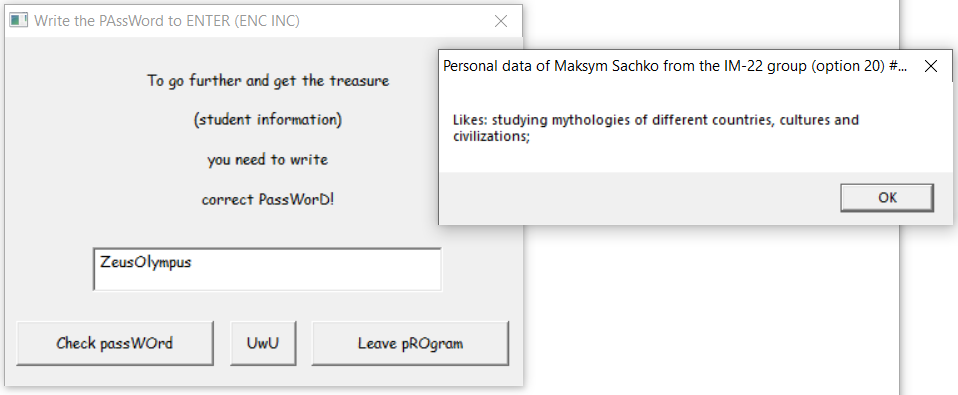 Write the PAssWord to ENTER (ENC INC)
To go further and get the treasure
(student information)
you need to write
correct PassWorD!
ZeusOlympus
Check passWOrd
UwU
Leave pROgram
Personal data of Maksym Sachko from the IM-22 group (option 20) #...
Likes: studying mythologies of different countries, cultures and
civilizations;
OK